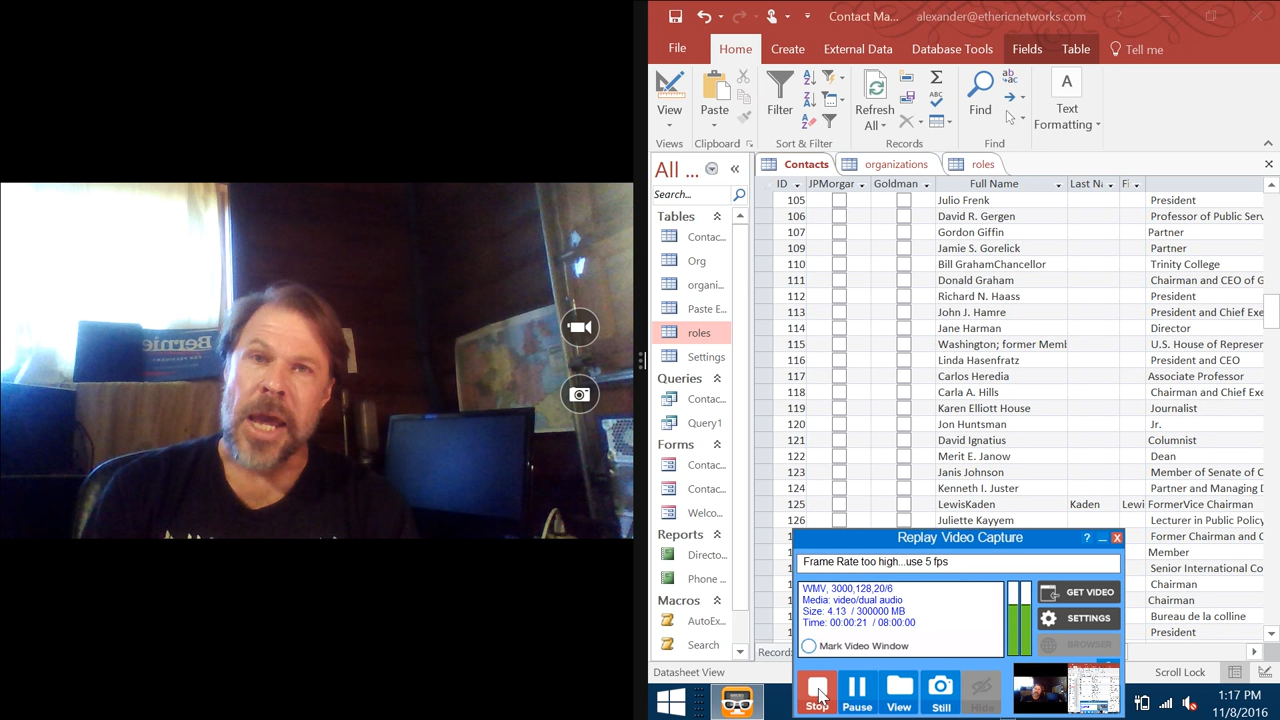 Contact Ma...
alexander@ethericnetworks.com
?
File
Home
Create
External Data
Database Tools
Fields
Table
Tell me
View
Paste
Filter
Refresh
All
Find
Text
Formatting
Views
Clipboard
Sort & Filter
Records
Find
All ...
Search...
Tables
Contac...
Org
organi...
Paste E...
roles
Settings
Queries
Contac...
Query1
Forms
Contac...
Contac...
Welco...
Reports
Directo...
Phone ...
Macros
AutoEx...
Search
Contacts
organizations
roles
ID
JPMorgar
Goldman
Full Name
Last Na
Fi
105 Julio Frenk President
106 David R. Gergen Professor of Public Serv
107 Gordon Giffin Partner
109 Jamie S. Gorelick Partner
110 Bill GrahamChancellor Trinity College
111 Donald Graham Chairman and CEO of G
112 Richard N. Haass President
113 John J. Hamre President and Chief Exe
114 Jane Harman Director
115 Washington; former Memb U.S. House of Represer
116 Linda Hasenfratz President and CEO
117 Carlos Heredia Associate Professor
118 Carla A. Hills Chairman and Chief Exe
119 Karen Elliott House Journalist
120 Jon Huntsman Jr.
121 David Ignatius Columnist
122 Merit E. Janow Dean
123 Janis Johnson Member of Senate of C
124 Kenneth I. Juster Partner and Managing D
125 LewisKaden Kaden Lewi FormerVice Chairman
126 Juliette Kayyem Lecturer in Public Policy
Former Chairman and C
Member
Senior International Co
Chairman
Chairman
Bureau de la colline
President
Record:
Replay Video Capture
Frame Rate too high...use 5 fps
WMV, 3000,128,20/6
Media: video/dual audio
Size: 4.13 / 300000 MB
Time: 00:00:21 / 08:00:00
Mark Video Window
GET VIDEO
SETTINGS
BROWSER
Stop
Pause
View
Still
Hide
Datasheet View
Scroll Lock
1:17 PM
11/8/2016
Bernie